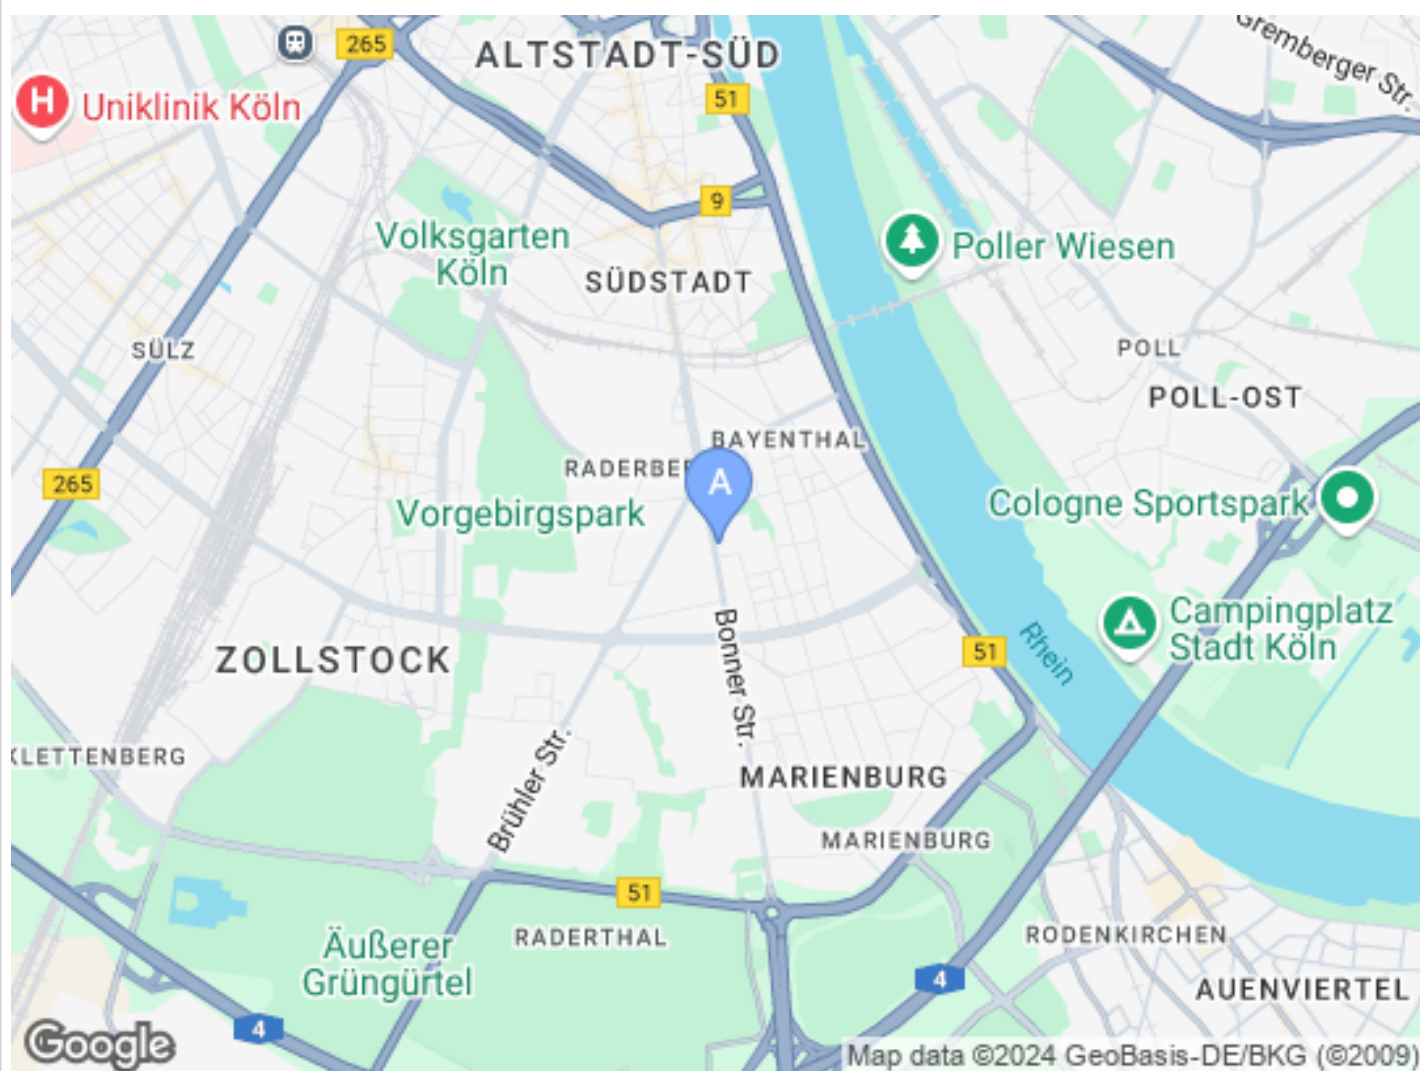 Gremberger Str.
265
ALTSTADT-SÜD
51
H
Uniklinik Köln
9
Volksgarten
Köln
Poller Wiesen
SÜDSTADT
SÜLZ
POLL
POLL-OST
BAYENTHAL
RADERBE
A
265
Vorgebirgspark
Cologne Sportspark
Campingplatz
Stadt Köln
Bonner Str.
Rhein
51
ZOLLSTOCK
KLETTENBERG
Brühler Str.
MARIENBURG
MARIENBURG
51
RADERTHAL
RODENKIRCHEN
Äußerer
Grüngürtel
4
AUENVIERTEL
4
Google
Map data ©2024 GeoBasis-DE/BKG (©2009)